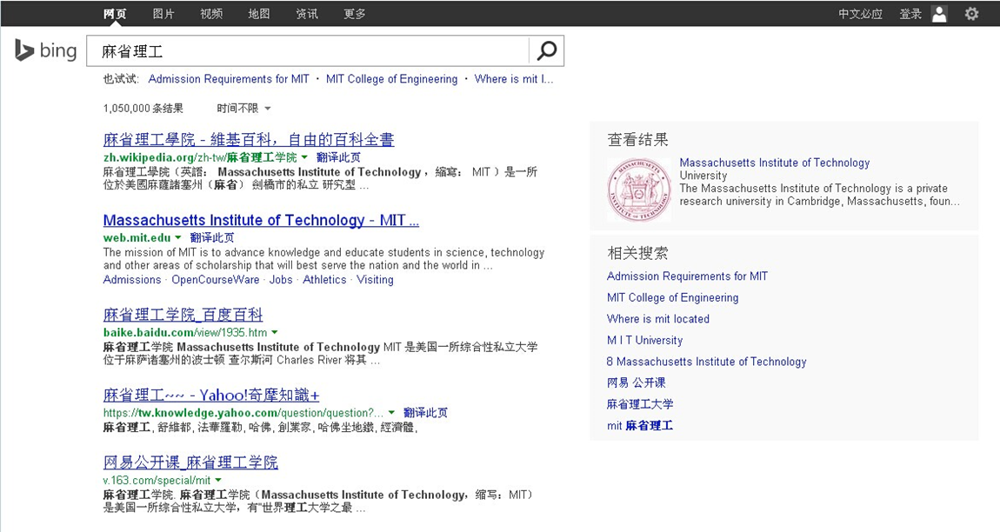 网页 图片 视频 地图 资讯 更多 中文必应 登录
bing 麻省理工
也试试: Admission Requirements for MIT · MIT College of Engineering · Where is mit l...
1,050,000 条结果 时间不限
麻省理工學院 - 維基百科，自由的百科全書
zh.wikipedia.org/zh-tw/麻省理工学院 翻译此页
麻省理工學院（英語： Massachusetts Institute of Technology ，縮寫： MIT ）是一所
位於美國麻薩諸塞州（麻省） 劍橋市的私立 研究型 ...
Massachusetts Institute of Technology - MIT ...
web.mit.edu 翻译此页
The mission of MIT is to advance knowledge and educate students in science, technology
and other areas of scholarship that will best serve the nation and the world in ...
Admissions · OpenCourseWare · Jobs · Athletics · Visiting
麻省理工学院_百度百科
baike.baidu.com/view/1935.htm
麻省理工学院 Massachusetts Institute of Technology MIT 是美国一所综合性私立大学
位于麻萨诸塞州的波士顿 查尔斯河 Charles River 将其 ...
麻省理工~~ - Yahoo!奇摩知識+
https://tw.knowledge.yahoo.com/question/question?... 翻译此页
麻省理工, 舒維都, 法華羅勒, 哈佛, 創業家, 哈佛坐地鐵, 經濟體,
网易公开课_麻省理工学院
v.163.com/special/mit
麻省理工学院. 麻省理工学院（Massachusetts Institute of Technology，缩写：MIT）
是美国一所综合性私立大学，有"世界理工大学之最 ...
查看结果
Massachusetts Institute of Technology
University
The Massachusetts Institute of Technology is a private
research university in Cambridge, Massachusetts, foun...
相关搜索
Admission Requirements for MIT
MIT College of Engineering
Where is mit located
M I T University
8 Massachusetts Institute of Technology
网易 公开课
麻省理工大学
mit 麻省理工